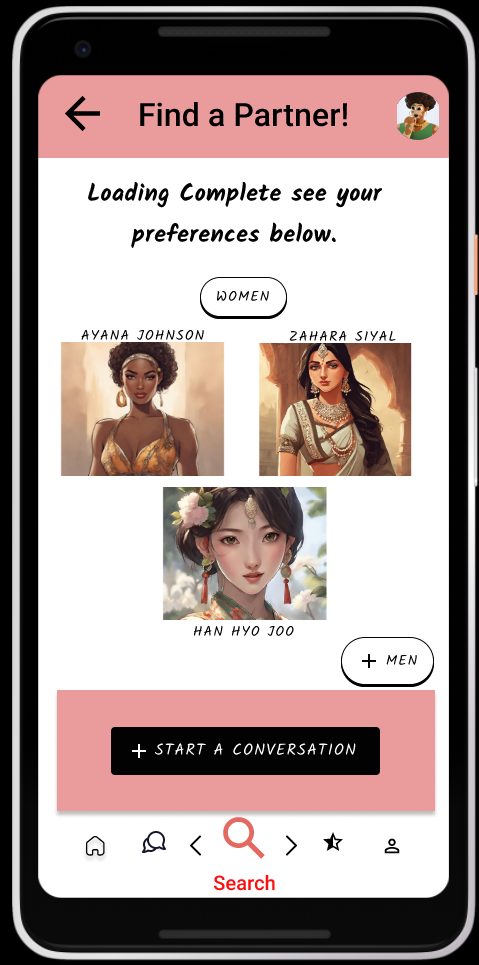 Find a Partner!
Loading Complete see your
preferences below.
WOMEN
AYANA JOHNSON
ZAHARA SIYAL
HAN HYO JOO
+ MEN
+ START A CONVERSATION
Search